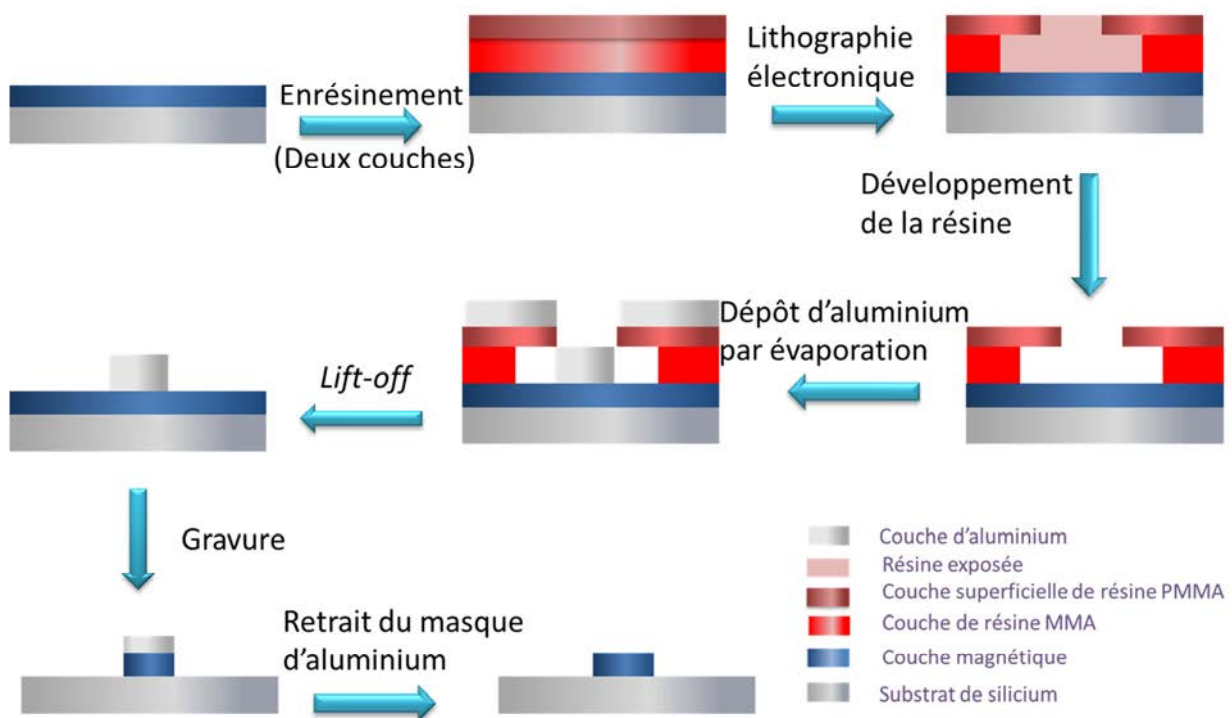 Enrésinement
(Deux couches)
Lithographie
électronique
Développement
de la résine
Dépôt d'aluminium
par évaporation
Lift-off
Gravure
Retrait du masque
d'aluminium
Couche d'aluminium
Résine exposée
Couche superficielle de résine PMMA
Couche de résine MMA
Couche magnétique
Substrat de silicium